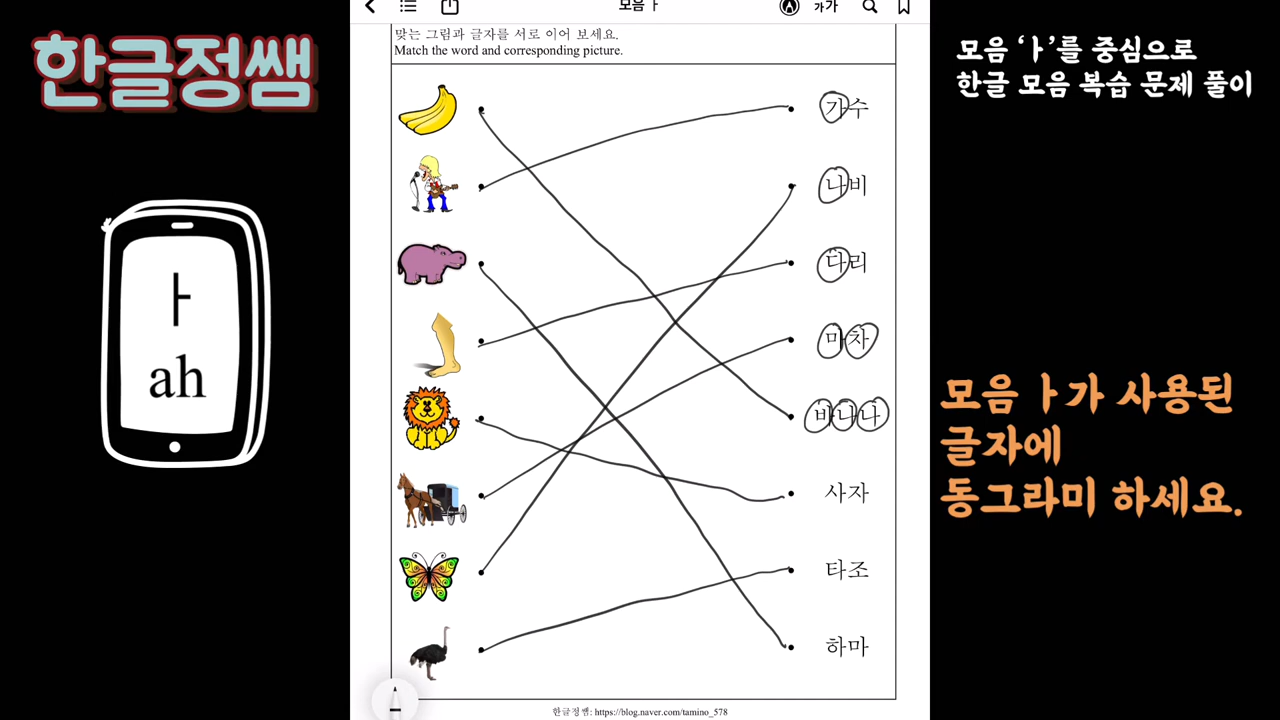 한글정쌤
ㅏ
ah
모음 ㅏ
가가
맞는 그림과 글자를 서로 이어 보세요.
Match the word and corresponding picture.
가수
나비
다리
마차
바나나
사자
타조
하마
한글정쌤: https://blog.naver.com/tamino_578
모음 ‘ㅏ’를 중심으로
한글 모음 복습 문제 풀이
모음 ㅏ가 사용된
글자에
동그라미 하세요.